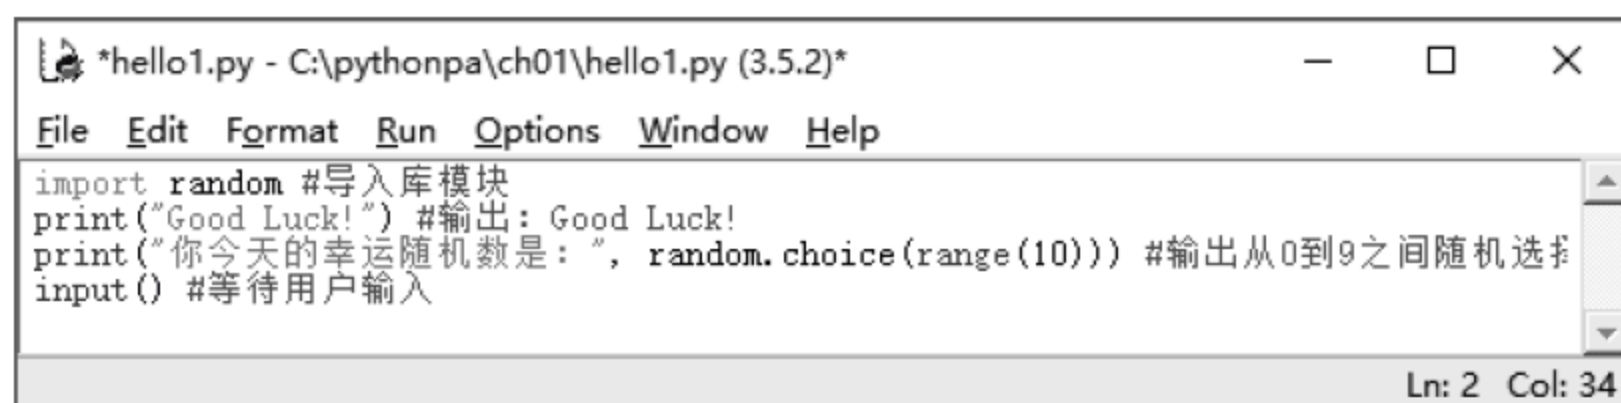 *hello1.py - C:\pythonpa\ch01\hello1.py (3.5.2)*
File Edit Format Run Options Window Help
import random #导入库模块
print("Good Luck!") #输出：Good Luck!
print("你今天的幸运随机数是：", random.choice(range(10))) #输出从0到9之间随机选择
input() #等待用户输入
Ln: 2 Col: 34